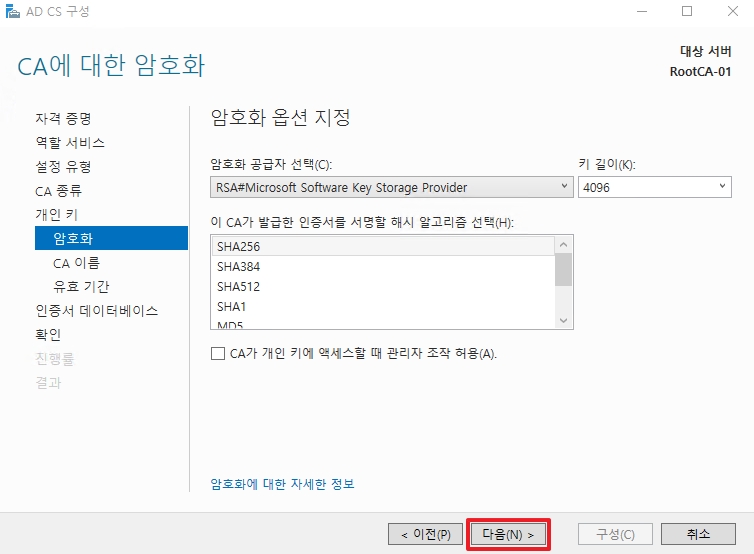 AD CS 구성
CA에 대한 암호화
대상 서버
RootCA-01
자격 증명
역할 서비스
설정 유형
CA 종류
개인 키
암호화
CA 이름
유효 기간
인증서 데이터베이스
확인
진행률
결과
암호화 옵션 지정
암호화 공급자 선택(C):
키 길이(K):
RSA#Microsoft Software Key Storage Provider
4096
이 CA가 발급한 인증서를 서명할 해시 알고리즘 선택(H):
SHA256
SHA384
SHA512
SHA1
MD5
CA가 개인 키에 액세스할 때 관리자 조작 허용(A).
암호화에 대한 자세한 정보
< 이전(P)
다음(N) >
구성(C)
취소